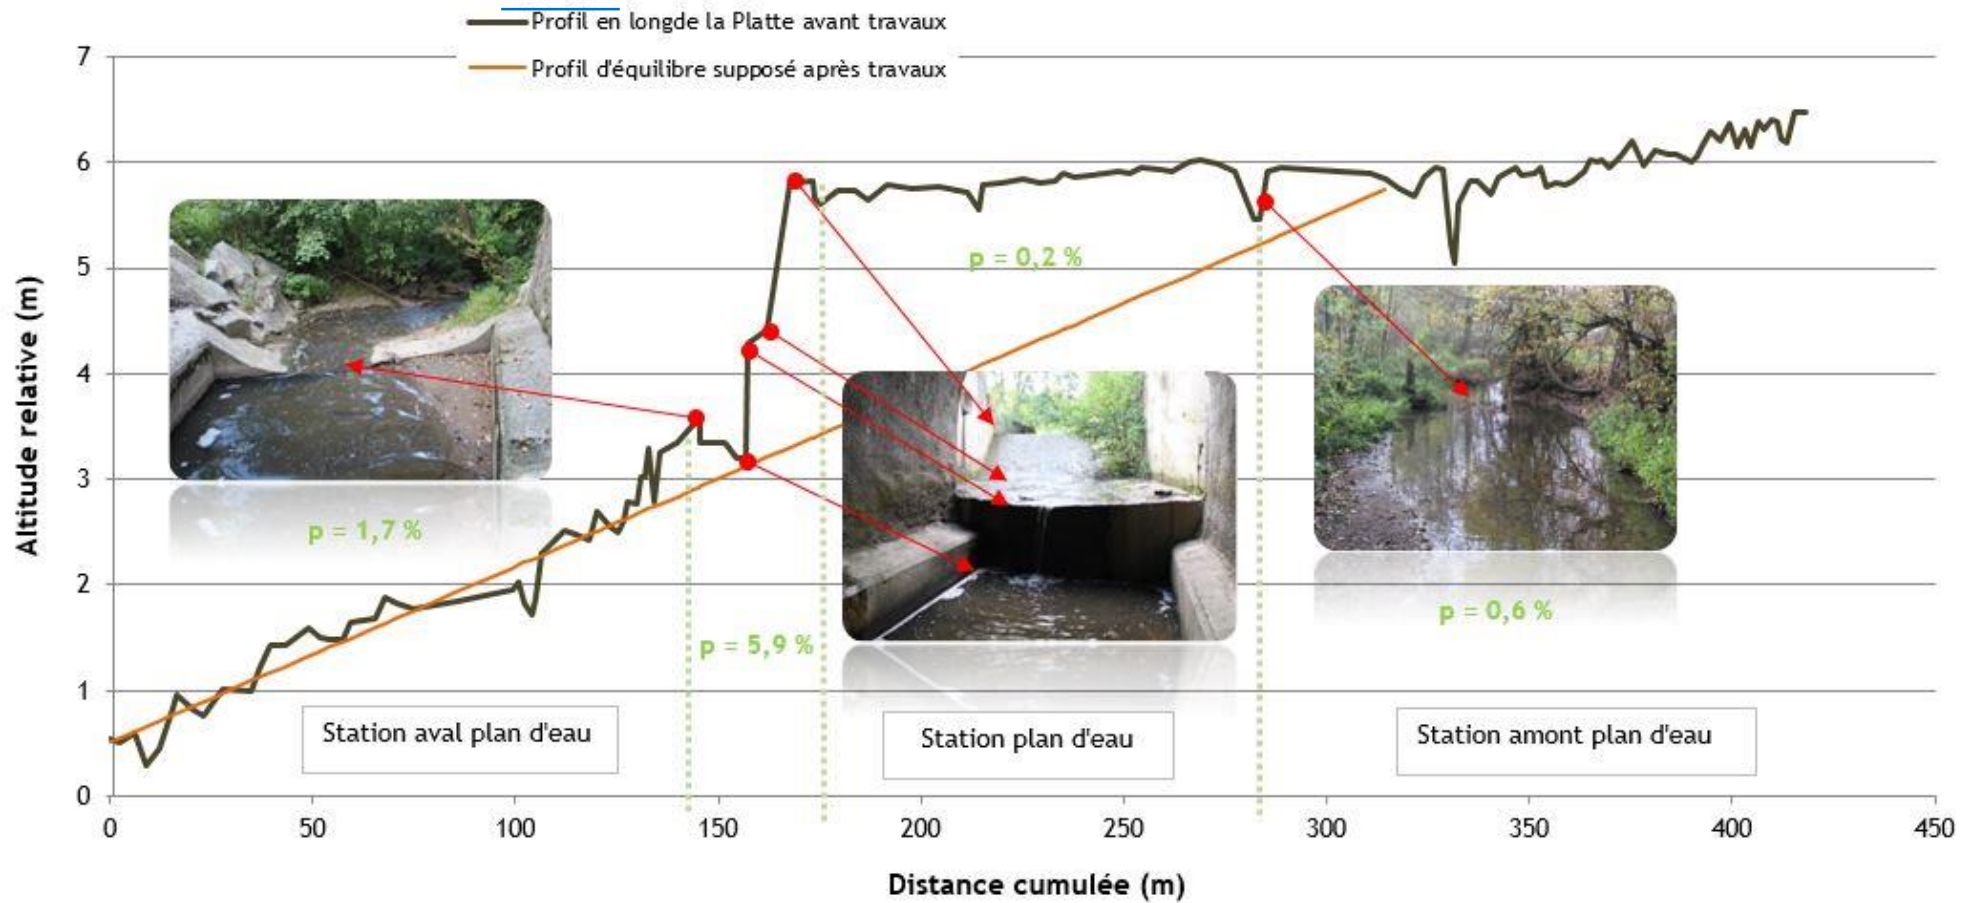 Profil en longde la Platte avant travaux
Profil d'équilibre supposé après travaux
7
6
5
4
3
2
1
0
Altitude relative (m)
p = 0,2 %
p = 1,7 %
p = 5,9 %
p = 0,6 %
Station aval plan d'eau
Station plan d'eau
Station amont plan d'eau
0 50 100 150 200 250 300 350 400 450
Distance cumulée (m)